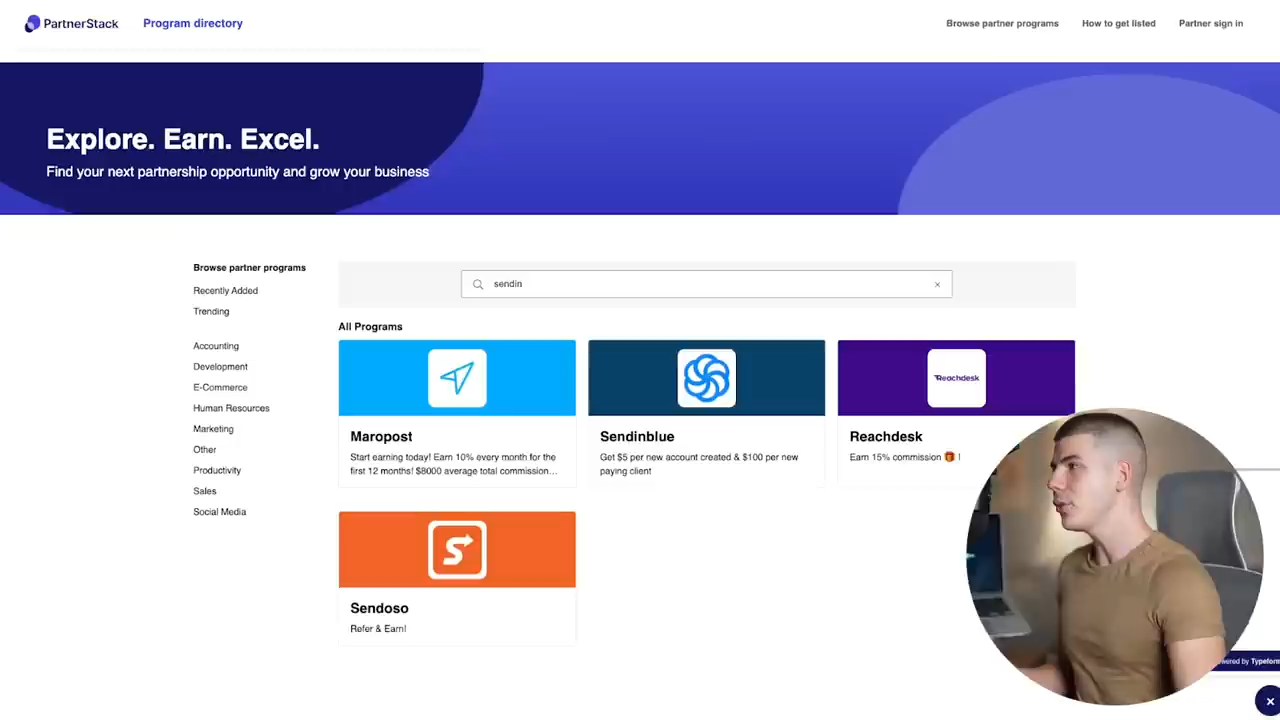 PartnerStack
Program directory
Browse partner programs
How to get listed
Partner sign in
Explore. Earn. Excel.
Find your next partnership opportunity and grow your business
Browse partner programs
Recently Added
Trending
Accounting
Development
E-Commerce
Human Resources
Marketing
Other
Productivity
Sales
Social Media
sendin
All Programs
Maropost
Start earning today! Earn 10% every month for the
first 12 months! $8000 average total commission...
Sendinblue
Get $5 per new account created & $100 per new
paying client
Reachdesk
Reachdesk
Earn 15% commission 🎁 !
Sendoso
Refer & Earn!
by Typeform